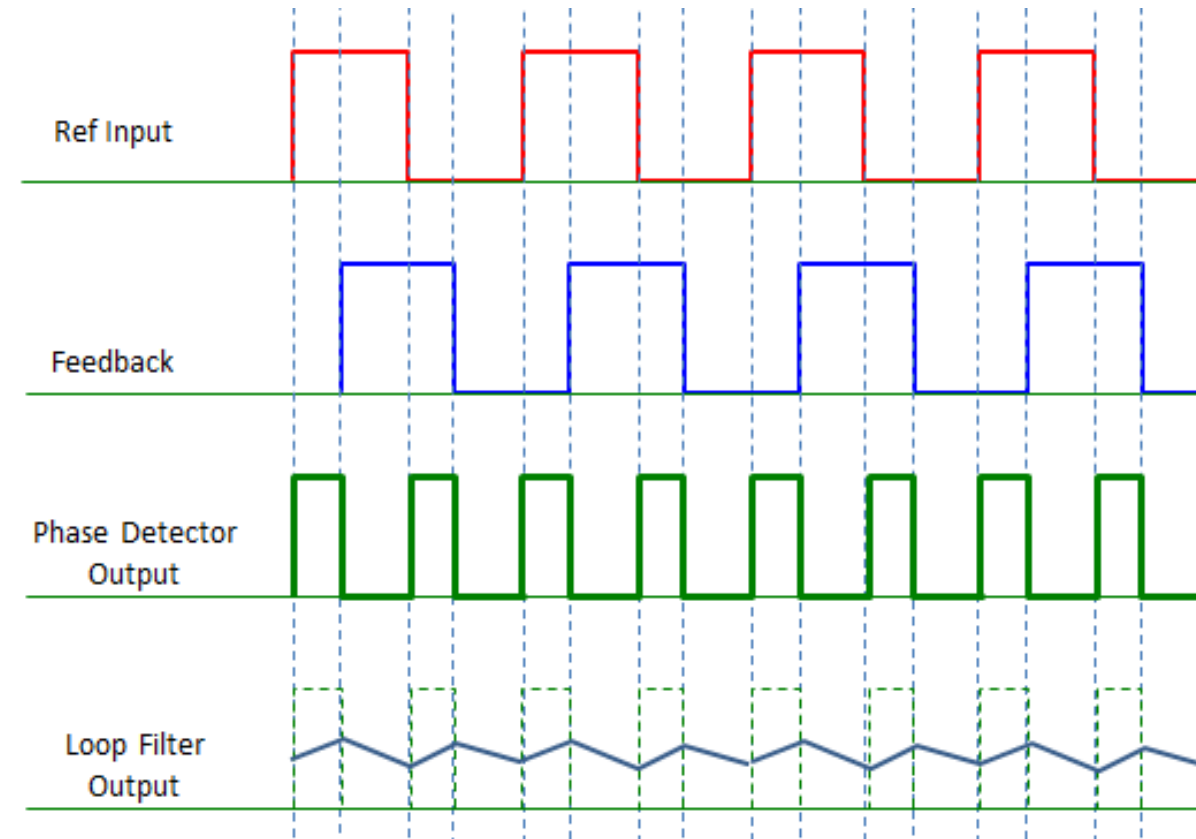 Ref Input
Feedback
Phase Detector
Output
Loop Filter
Output